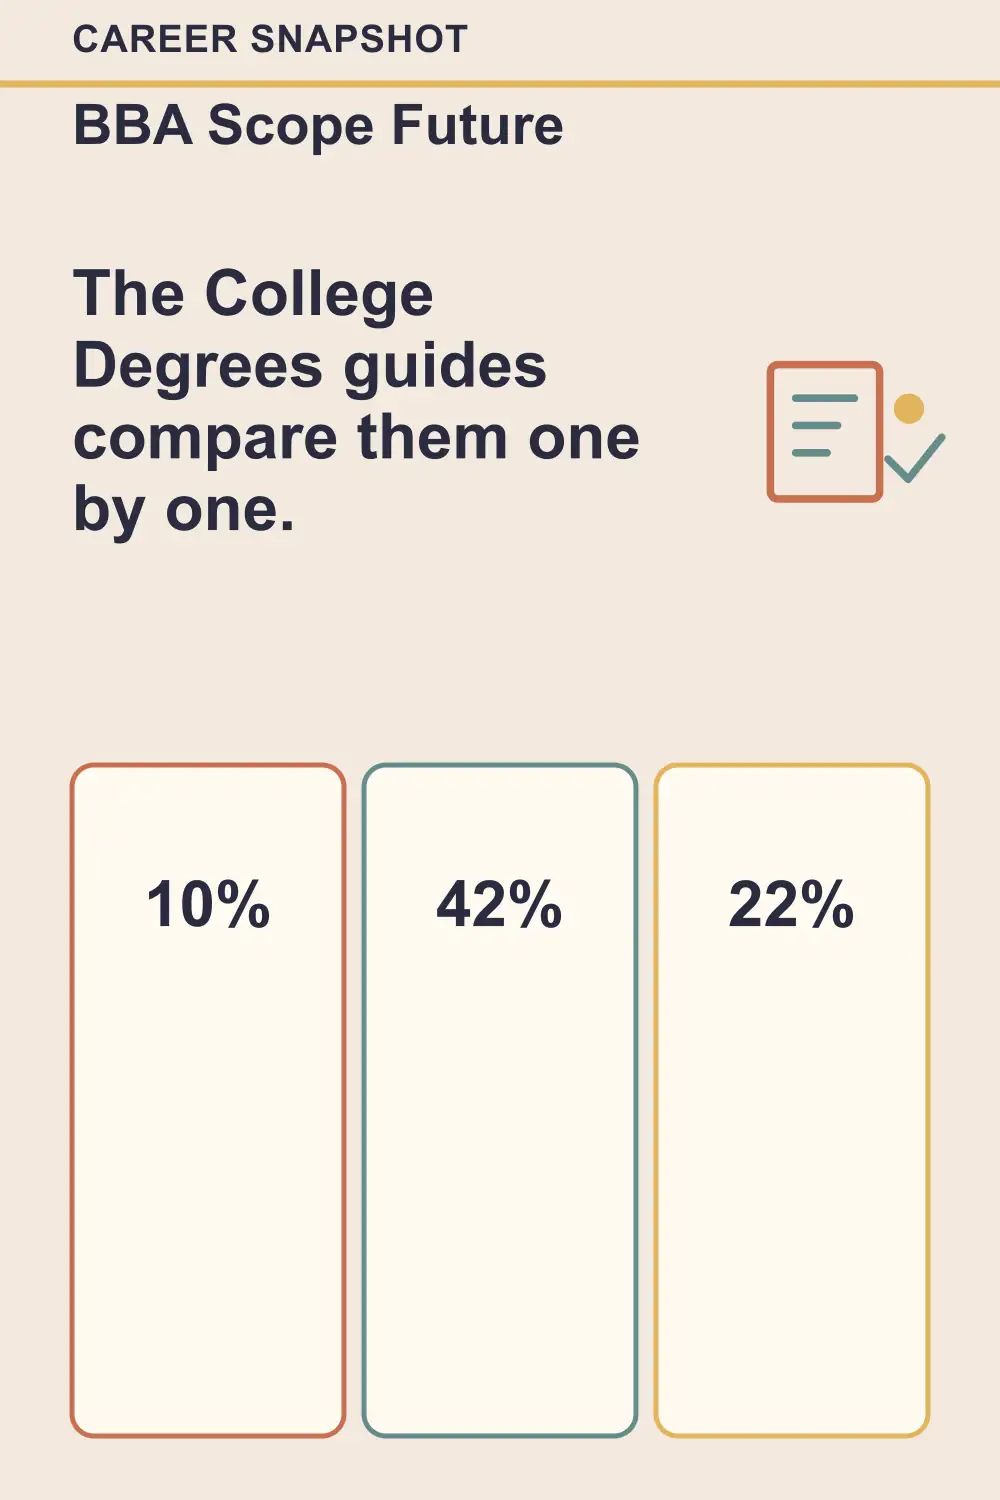 CAREER SNAPSHOT
BBA Scope Future
The College
Degrees guides
compare them one
by one.
10%
42%
22%